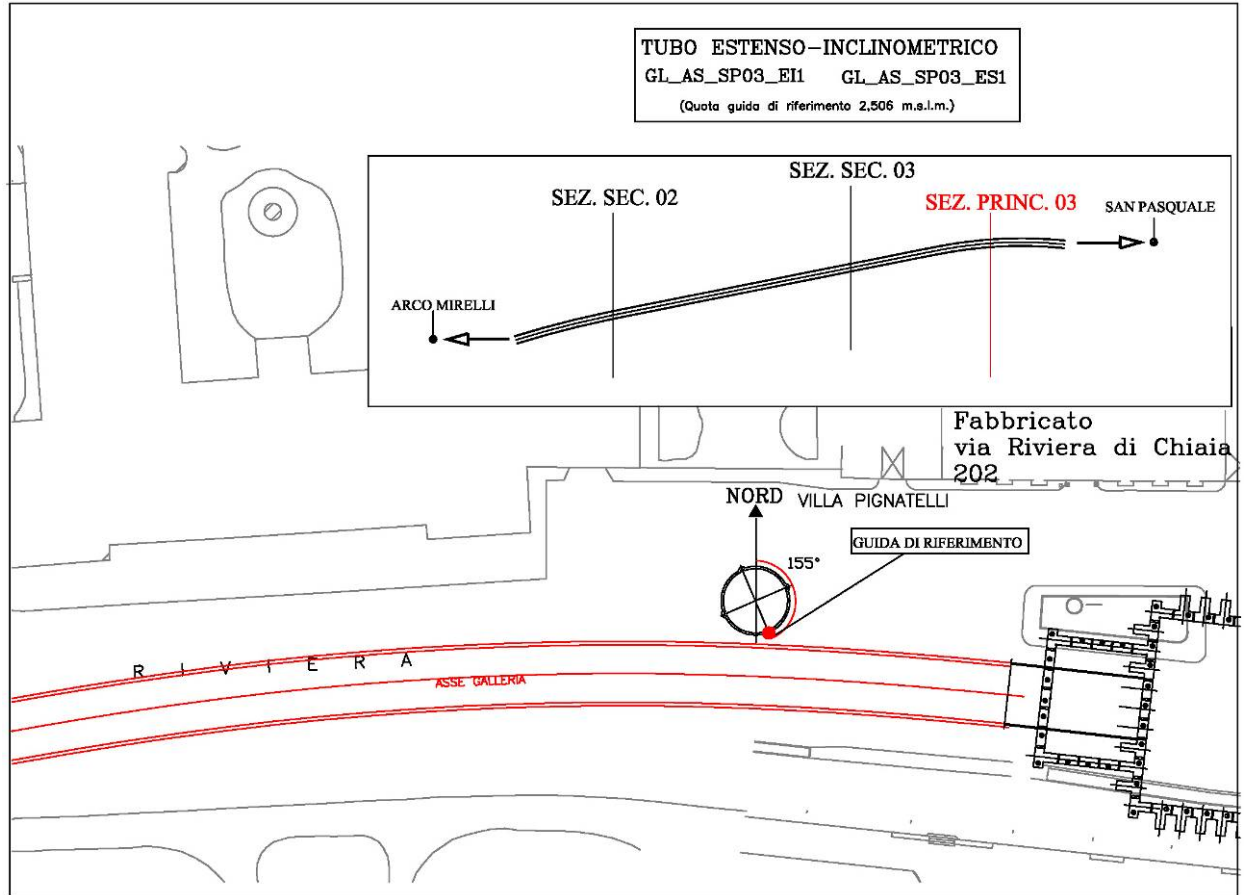 TUBO ESTENSO-INCLINOMETRICO
GL_AS_SP03_EI1 GL_AS_SP03_ES1
(Quota guida di riferimento 2,506 m.s.l.m.)
SEZ. SEC. 03
SEZ. SEC. 02
SEZ. PRINC. 03
SAN PASQUALE
ARCO MIRELLI
Fabbricato
via Riviera di Chiaia
202
NORD VILLA PIGNATELLI
GUIDA DI RIFERIMENTO
155°
RIVIERA
ASSE GALLERIA